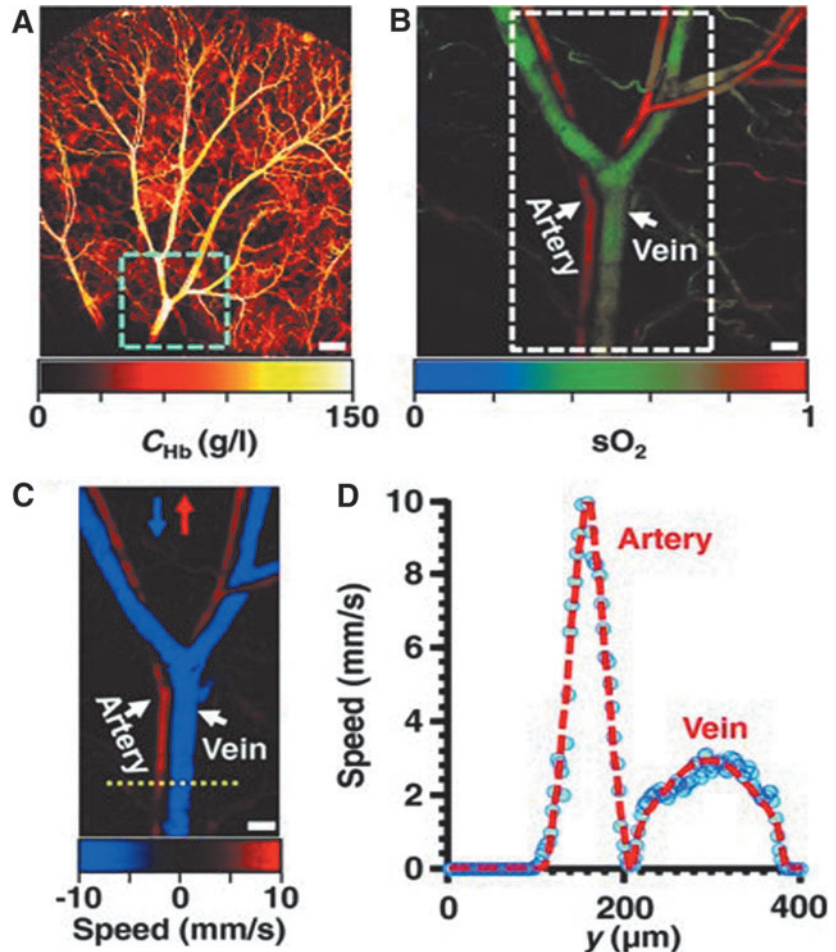 A
0
150
C_Hb (g/l)
B
Artery
Vein
0
1
sO₂
C
Artery
Vein
-10
0
10
Speed (mm/s)
D
10
8
6
4
2
0
Speed (mm/s)
Artery
Vein
0
200
400
y (μm)